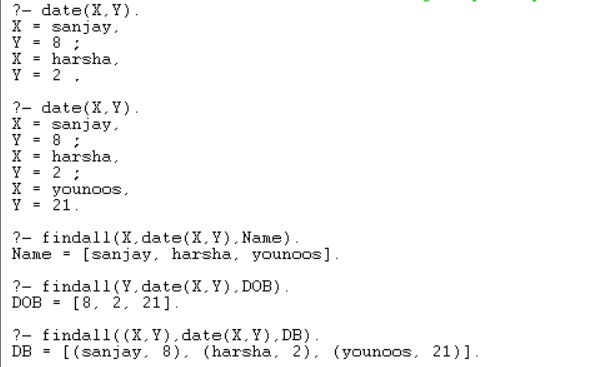 ?- date(X,Y).
X = sanjay,
Y = 8 ;
X = harsha,
Y = 2 .
?- date(X,Y).
X = sanjay,
Y = 8 ;
X = harsha,
Y = 2 ;
X = younoos,
Y = 21.
?- findall(X,date(X,Y),Name).
Name = [sanjay, harsha, younoos].
?- findall(Y,date(X,Y),DOB).
DOB = [8, 2, 21].
?- findall((X,Y),date(X,Y),DB).
DB = [(sanjay, 8), (harsha, 2), (younoos, 21)].